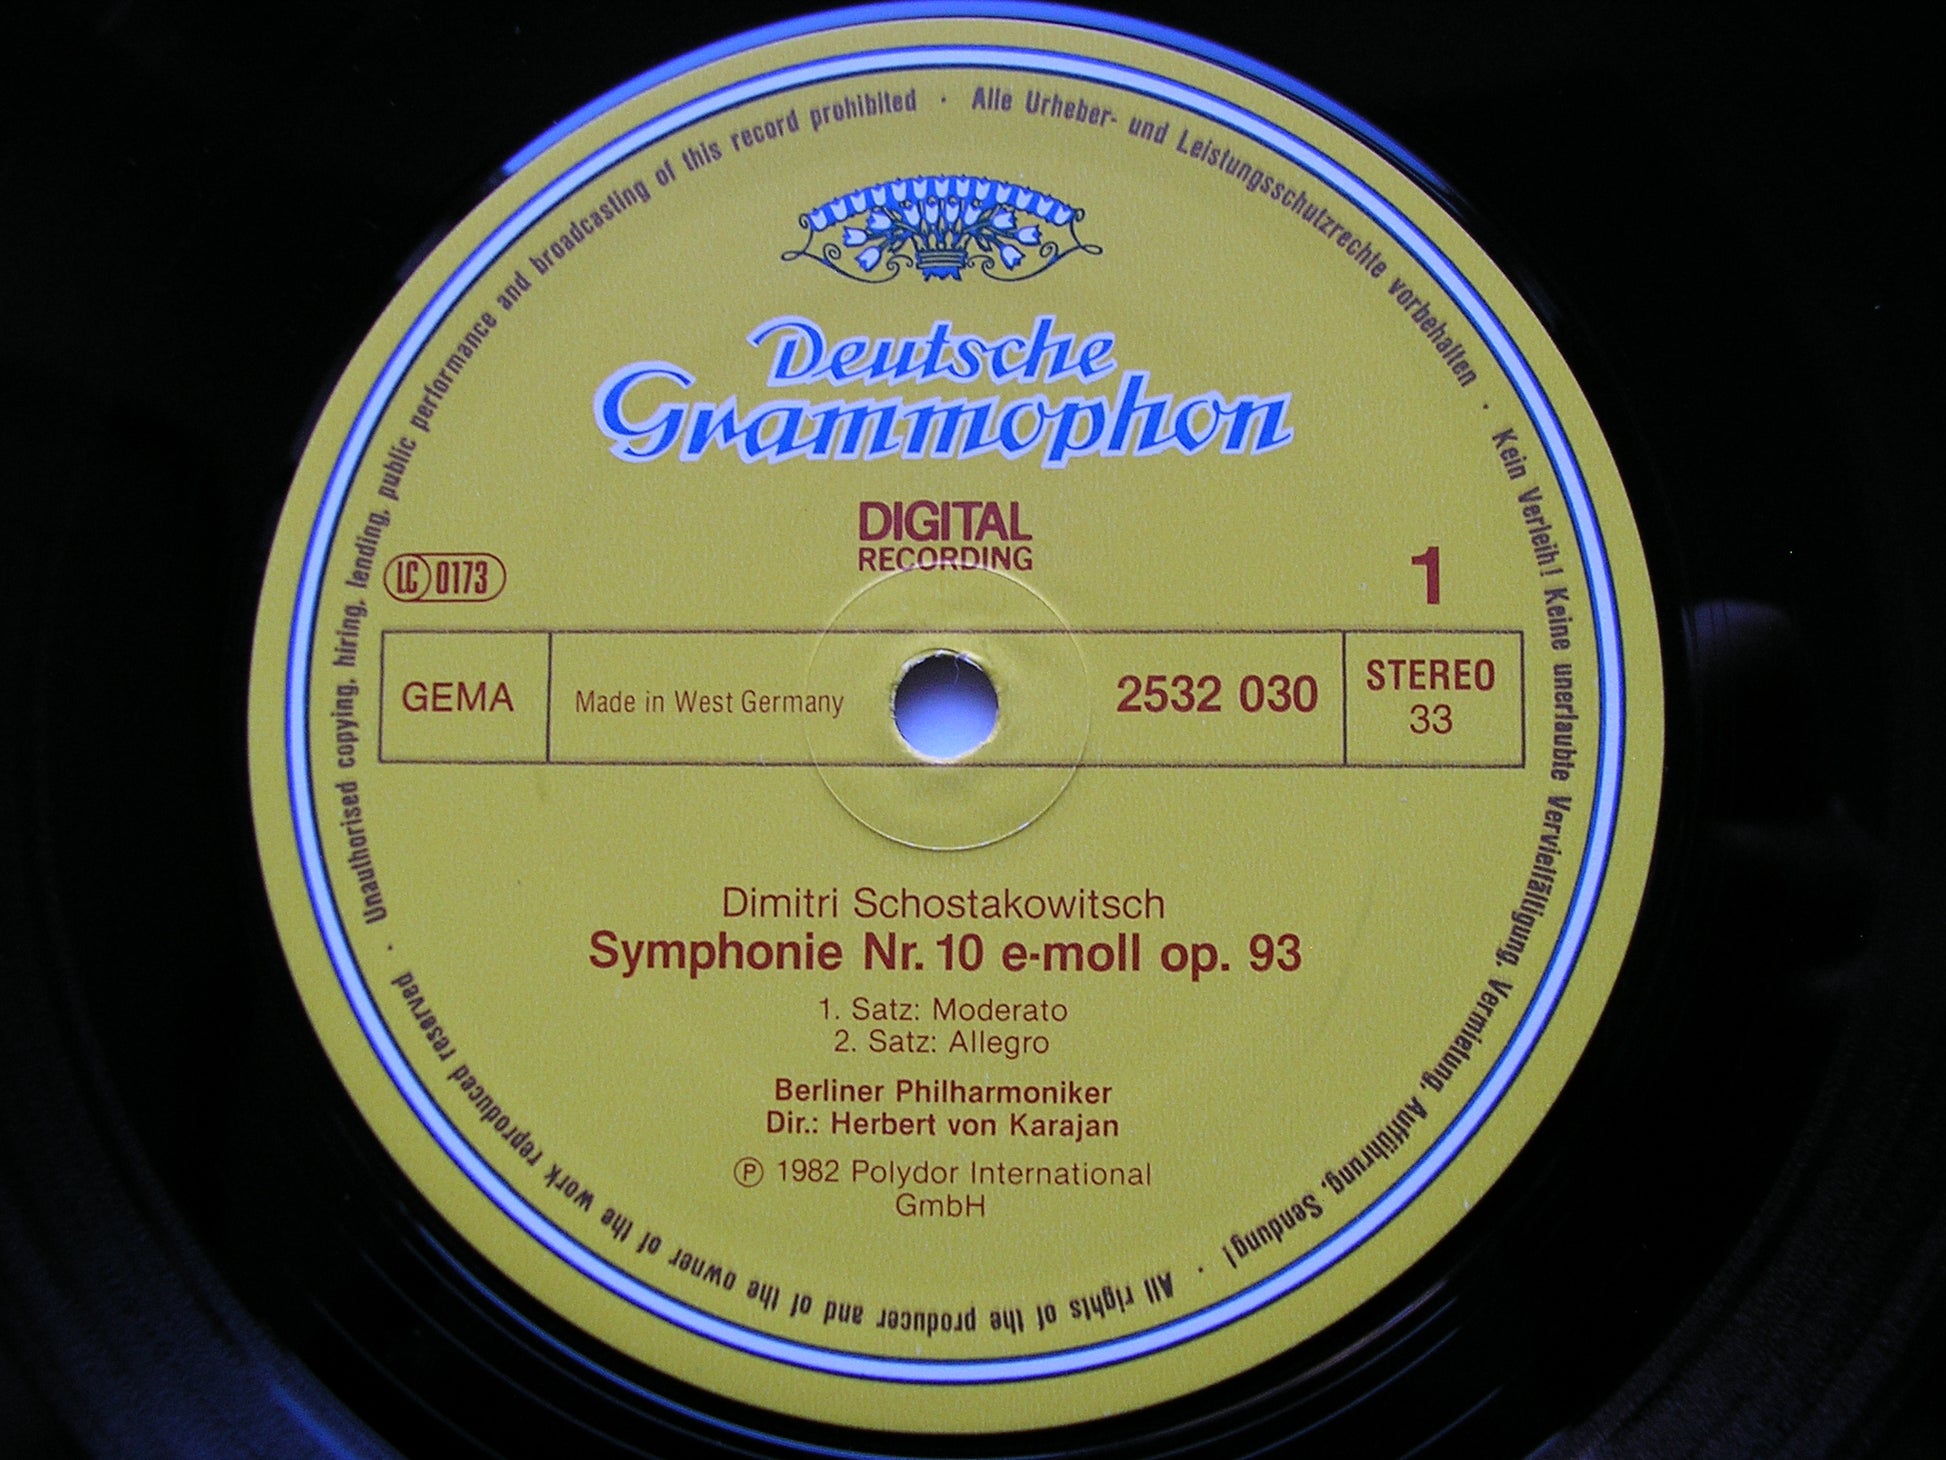 Alle Urheber- und Leistungsschutzrechte vorbehalten · Kein Verleih! Keine unerlaubte Vervielfältigung, Vermietung, Aufführung, Sendung! · All rights of the producer and of the owner of the work reproduced reserved · Unauthorised copying, hiring, lending, public performance and broadcasting of this record prohibited ·
Deutsche
Grammophon
DIGITAL
RECORDING
LC 0173
1
GEMA
Made in West Germany
2532 030
STEREO
33
Dimitri Schostakowitsch
Symphonie Nr. 10 e-moll op. 93
1. Satz: Moderato
2. Satz: Allegro
Berliner Philharmoniker
Dir.: Herbert von Karajan
Ⓟ 1982 Polydor International
GmbH